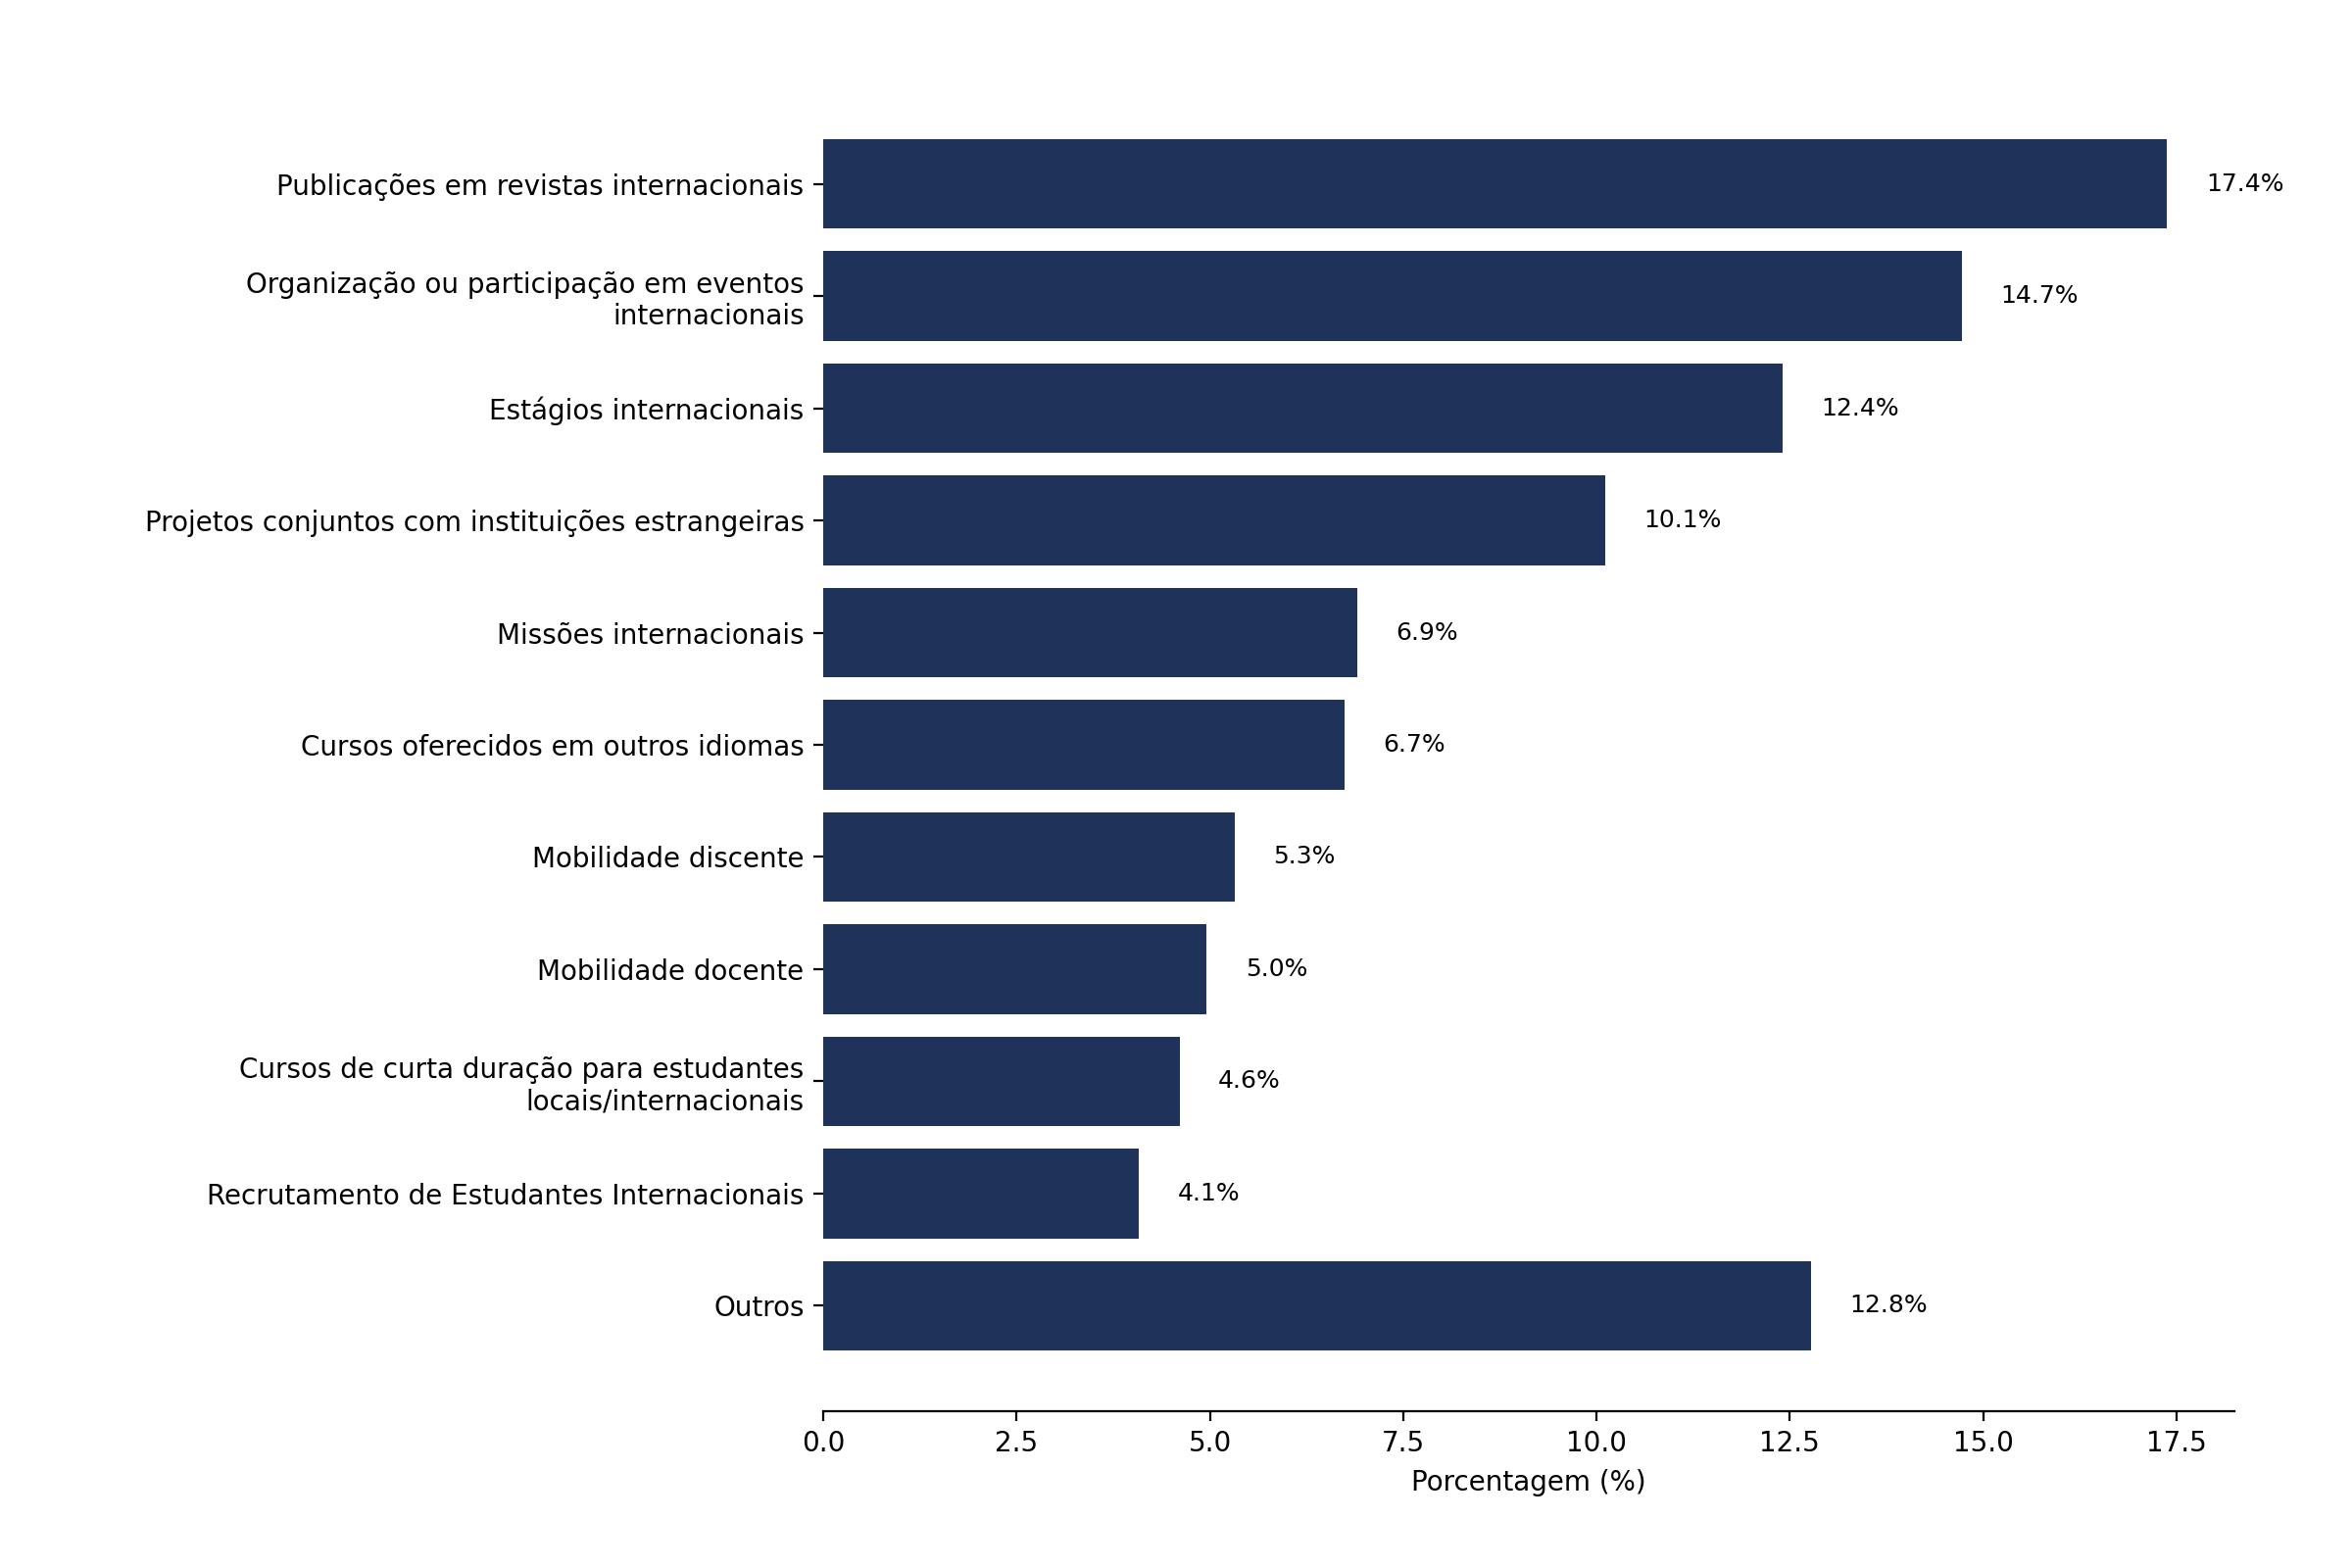 Publicações em revistas internacionais
17.4%
Organização ou participação em eventos
internacionais
14.7%
Estágios internacionais
12.4%
Projetos conjuntos com instituições estrangeiras
10.1%
Missões internacionais
6.9%
Cursos oferecidos em outros idiomas
6.7%
Mobilidade discente
5.3%
Mobilidade docente
5.0%
Cursos de curta duração para estudantes
locais/internacionais
4.6%
Recrutamento de Estudantes Internacionais
4.1%
Outros
12.8%
0.0 2.5 5.0 7.5 10.0 12.5 15.0 17.5
Porcentagem (%)